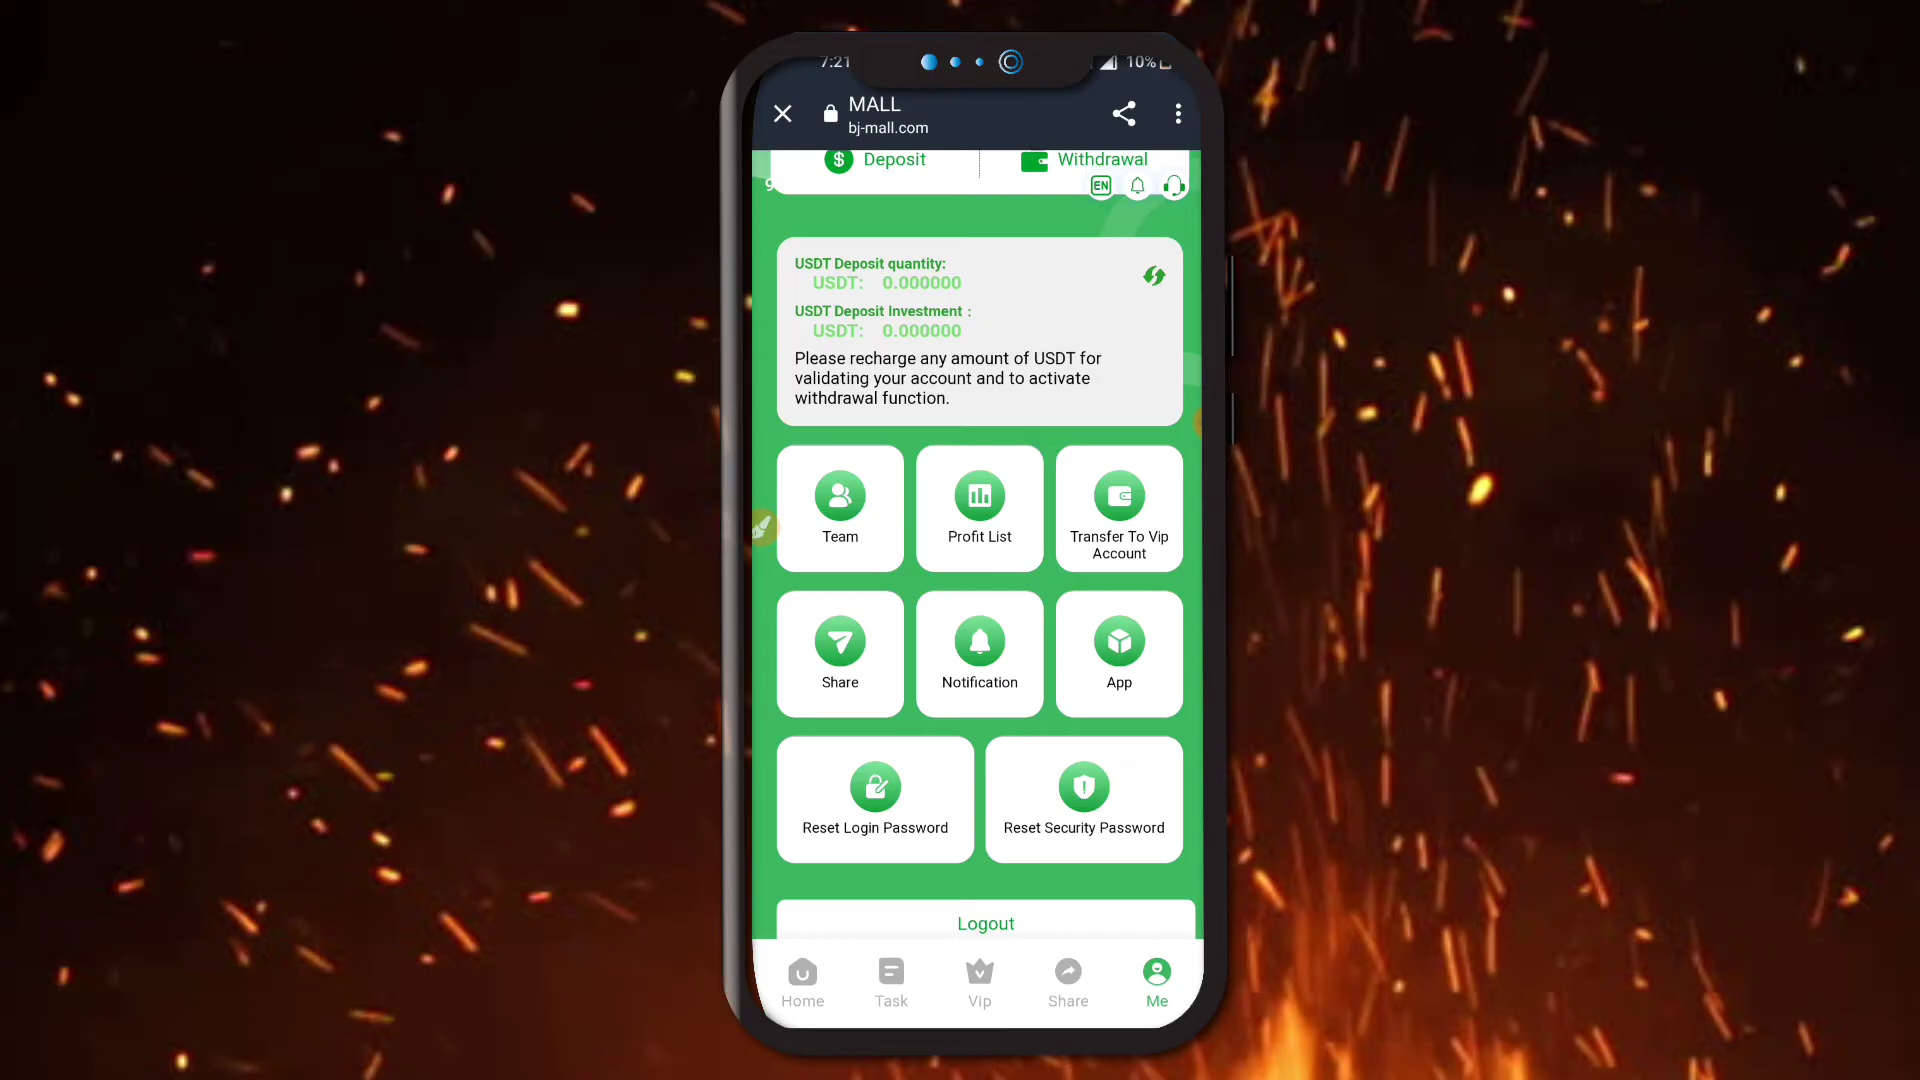 7:21
10%
MALL
bj-mall.com
Deposit
Withdrawal
9
EN
USDT Deposit quantity:
USDT: 0.000000
USDT Deposit Investment :
USDT: 0.000000
Please recharge any amount of USDT for
validating your account and to activate
withdrawal function.
Team
Profit List
Transfer To Vip
Account
Share
Notification
App
Reset Login Password
Reset Security Password
Logout
Home
Task
Vip
Share
Me